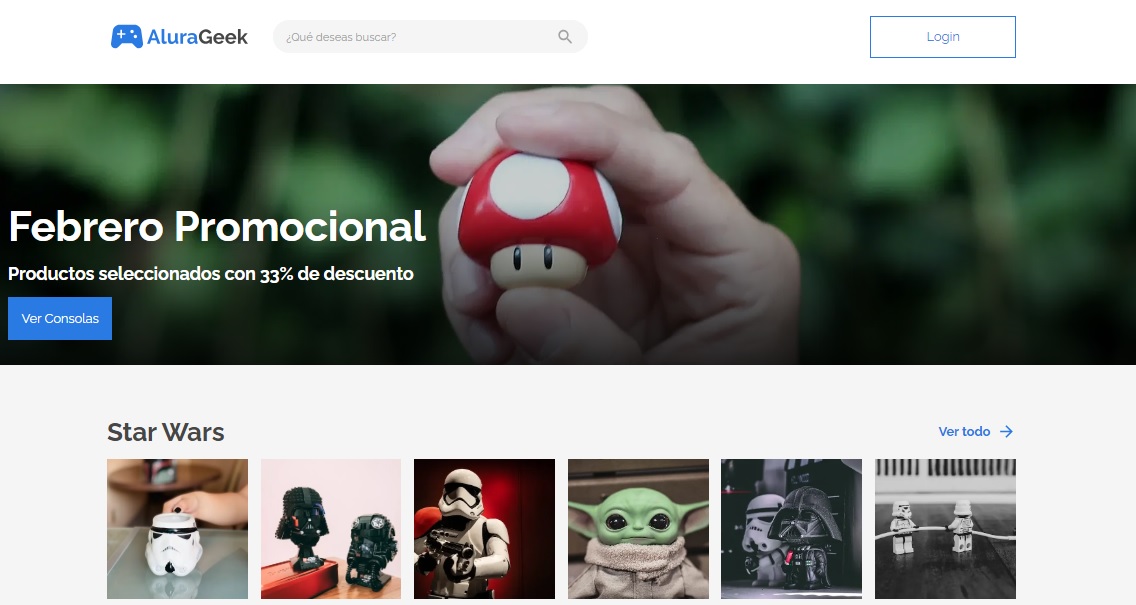 AluraGeek
¿Qué deseas buscar?
Login
Febrero Promocional
Productos seleccionados con 33% de descuento
Ver Consolas
Star Wars
Ver todo